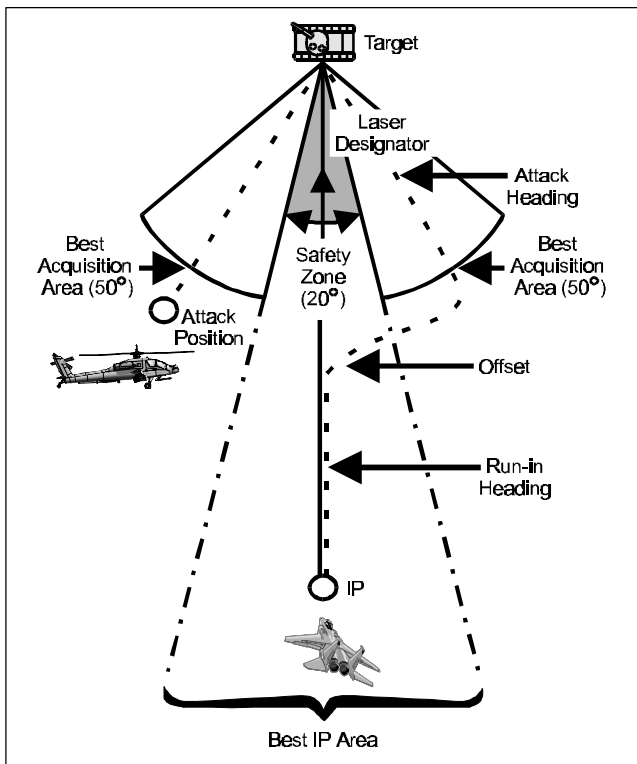 Target
Laser
Designator
Attack
Heading
Best
Acquisition
Area (50°)
Safety
Zone
(20°)
Best
Acquisition
Area (50°)
Attack
Position
Offset
Run-in
Heading
IP
Best IP Area